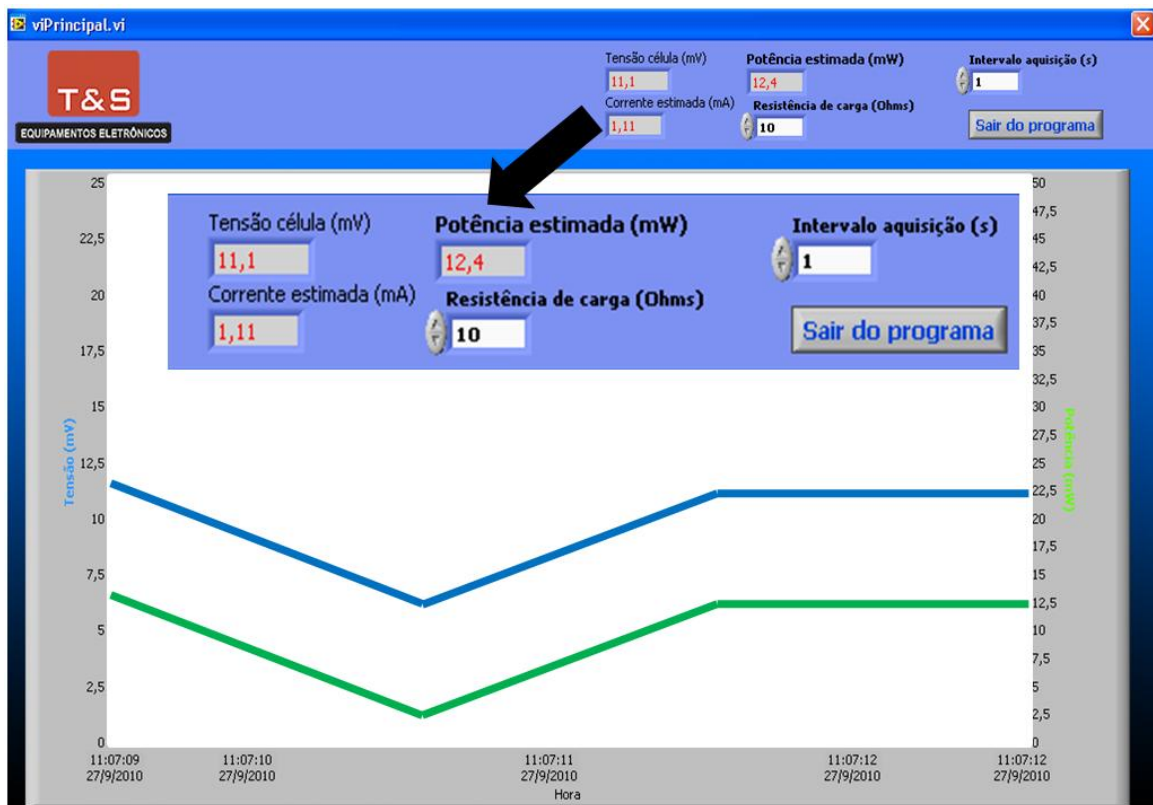 viPrincipal.vi
T&S
EQUIPAMENTOS ELETRÔNICOS
Tensão célula (mV)
11,1
Corrente estimada (mA)
1,11
Potência estimada (mW)
12,4
Resistência de carga (Ohms)
10
Intervalo aquisição (s)
1
Sair do programa
Tensão célula (mV)
11,1
Corrente estimada (mA)
1,11
Potência estimada (mW)
12,4
Resistência de carga (Ohms)
10
Intervalo aquisição (s)
1
Sair do programa
Tensão (mV)
25
22,5
20
17,5
15
12,5
10
7,5
5
2,5
0
50
47,5
45
42,5
40
37,5
35
32,5
30
27,5
25
22,5
20
17,5
15
12,5
10
7,5
5
2,5
0
Potência (mW)
11:07:09
27/9/2010
11:07:10
27/9/2010
11:07:11
27/9/2010
11:07:12
27/9/2010
11:07:12
27/9/2010
Hora